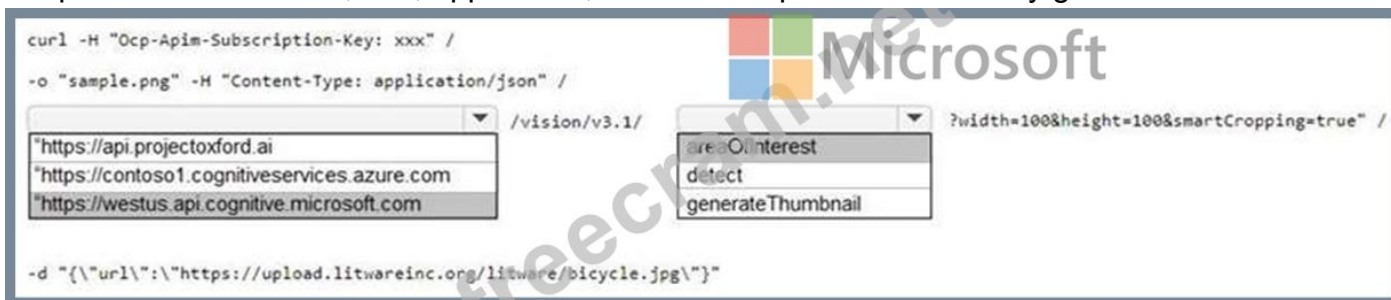 curl -H "Ocp-Apim-Subscription-Key: xxx" /
Microsoft
-o "sample.png" -H "Content-Type: application/json" /
/vision/v3.1/ ?width=100&height=100&smartCropping=true" /
"https://api.projectoxford.ai
"https://contoso1.cognitiveservices.azure.com
"https://westus.api.cognitive.microsoft.com
areaOfInterest
detect
generateThumbnail
-d "{\"url\":\"https://upload.litwareinc.org/litware/bicycle.jpg\"}"